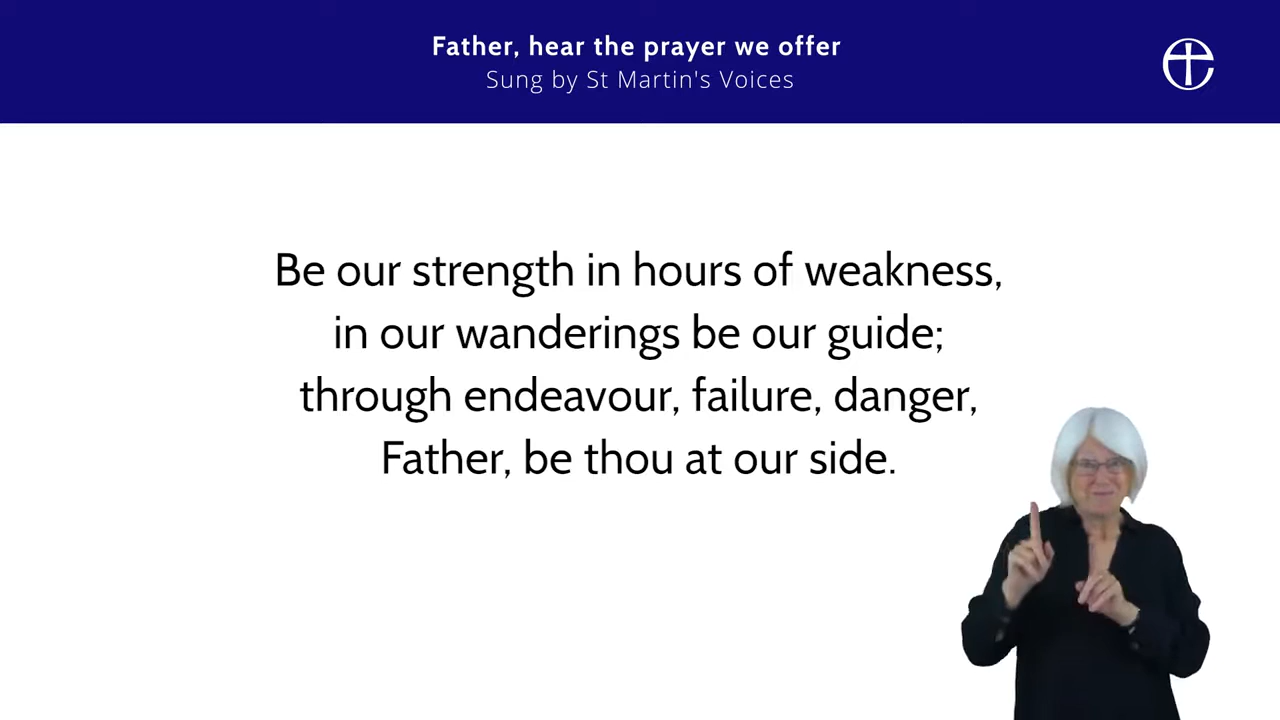 Father, hear the prayer we offer
Sung by St Martin's Voices
Be our strength in hours of weakness,
in our wanderings be our guide;
through endeavour, failure, danger,
Father, be thou at our side.